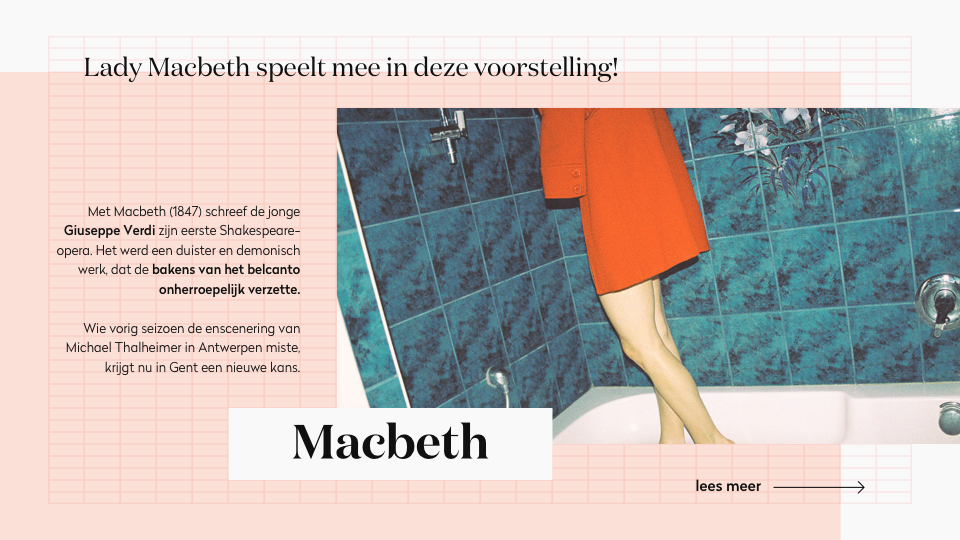 Lady Macbeth speelt mee in deze voorstelling!
Met Macbeth (1847) schreef de jonge
Giuseppe Verdi zijn eerste Shakespeare-
opera. Het werd een duister en demonisch
werk, dat de bakens van het belcanto
onherroepelijk verzette.
Wie vorig seizoen de enscenering van
Michael Thalheimer in Antwerpen miste,
krijgt nu in Gent een nieuwe kans.
Macbeth
lees meer